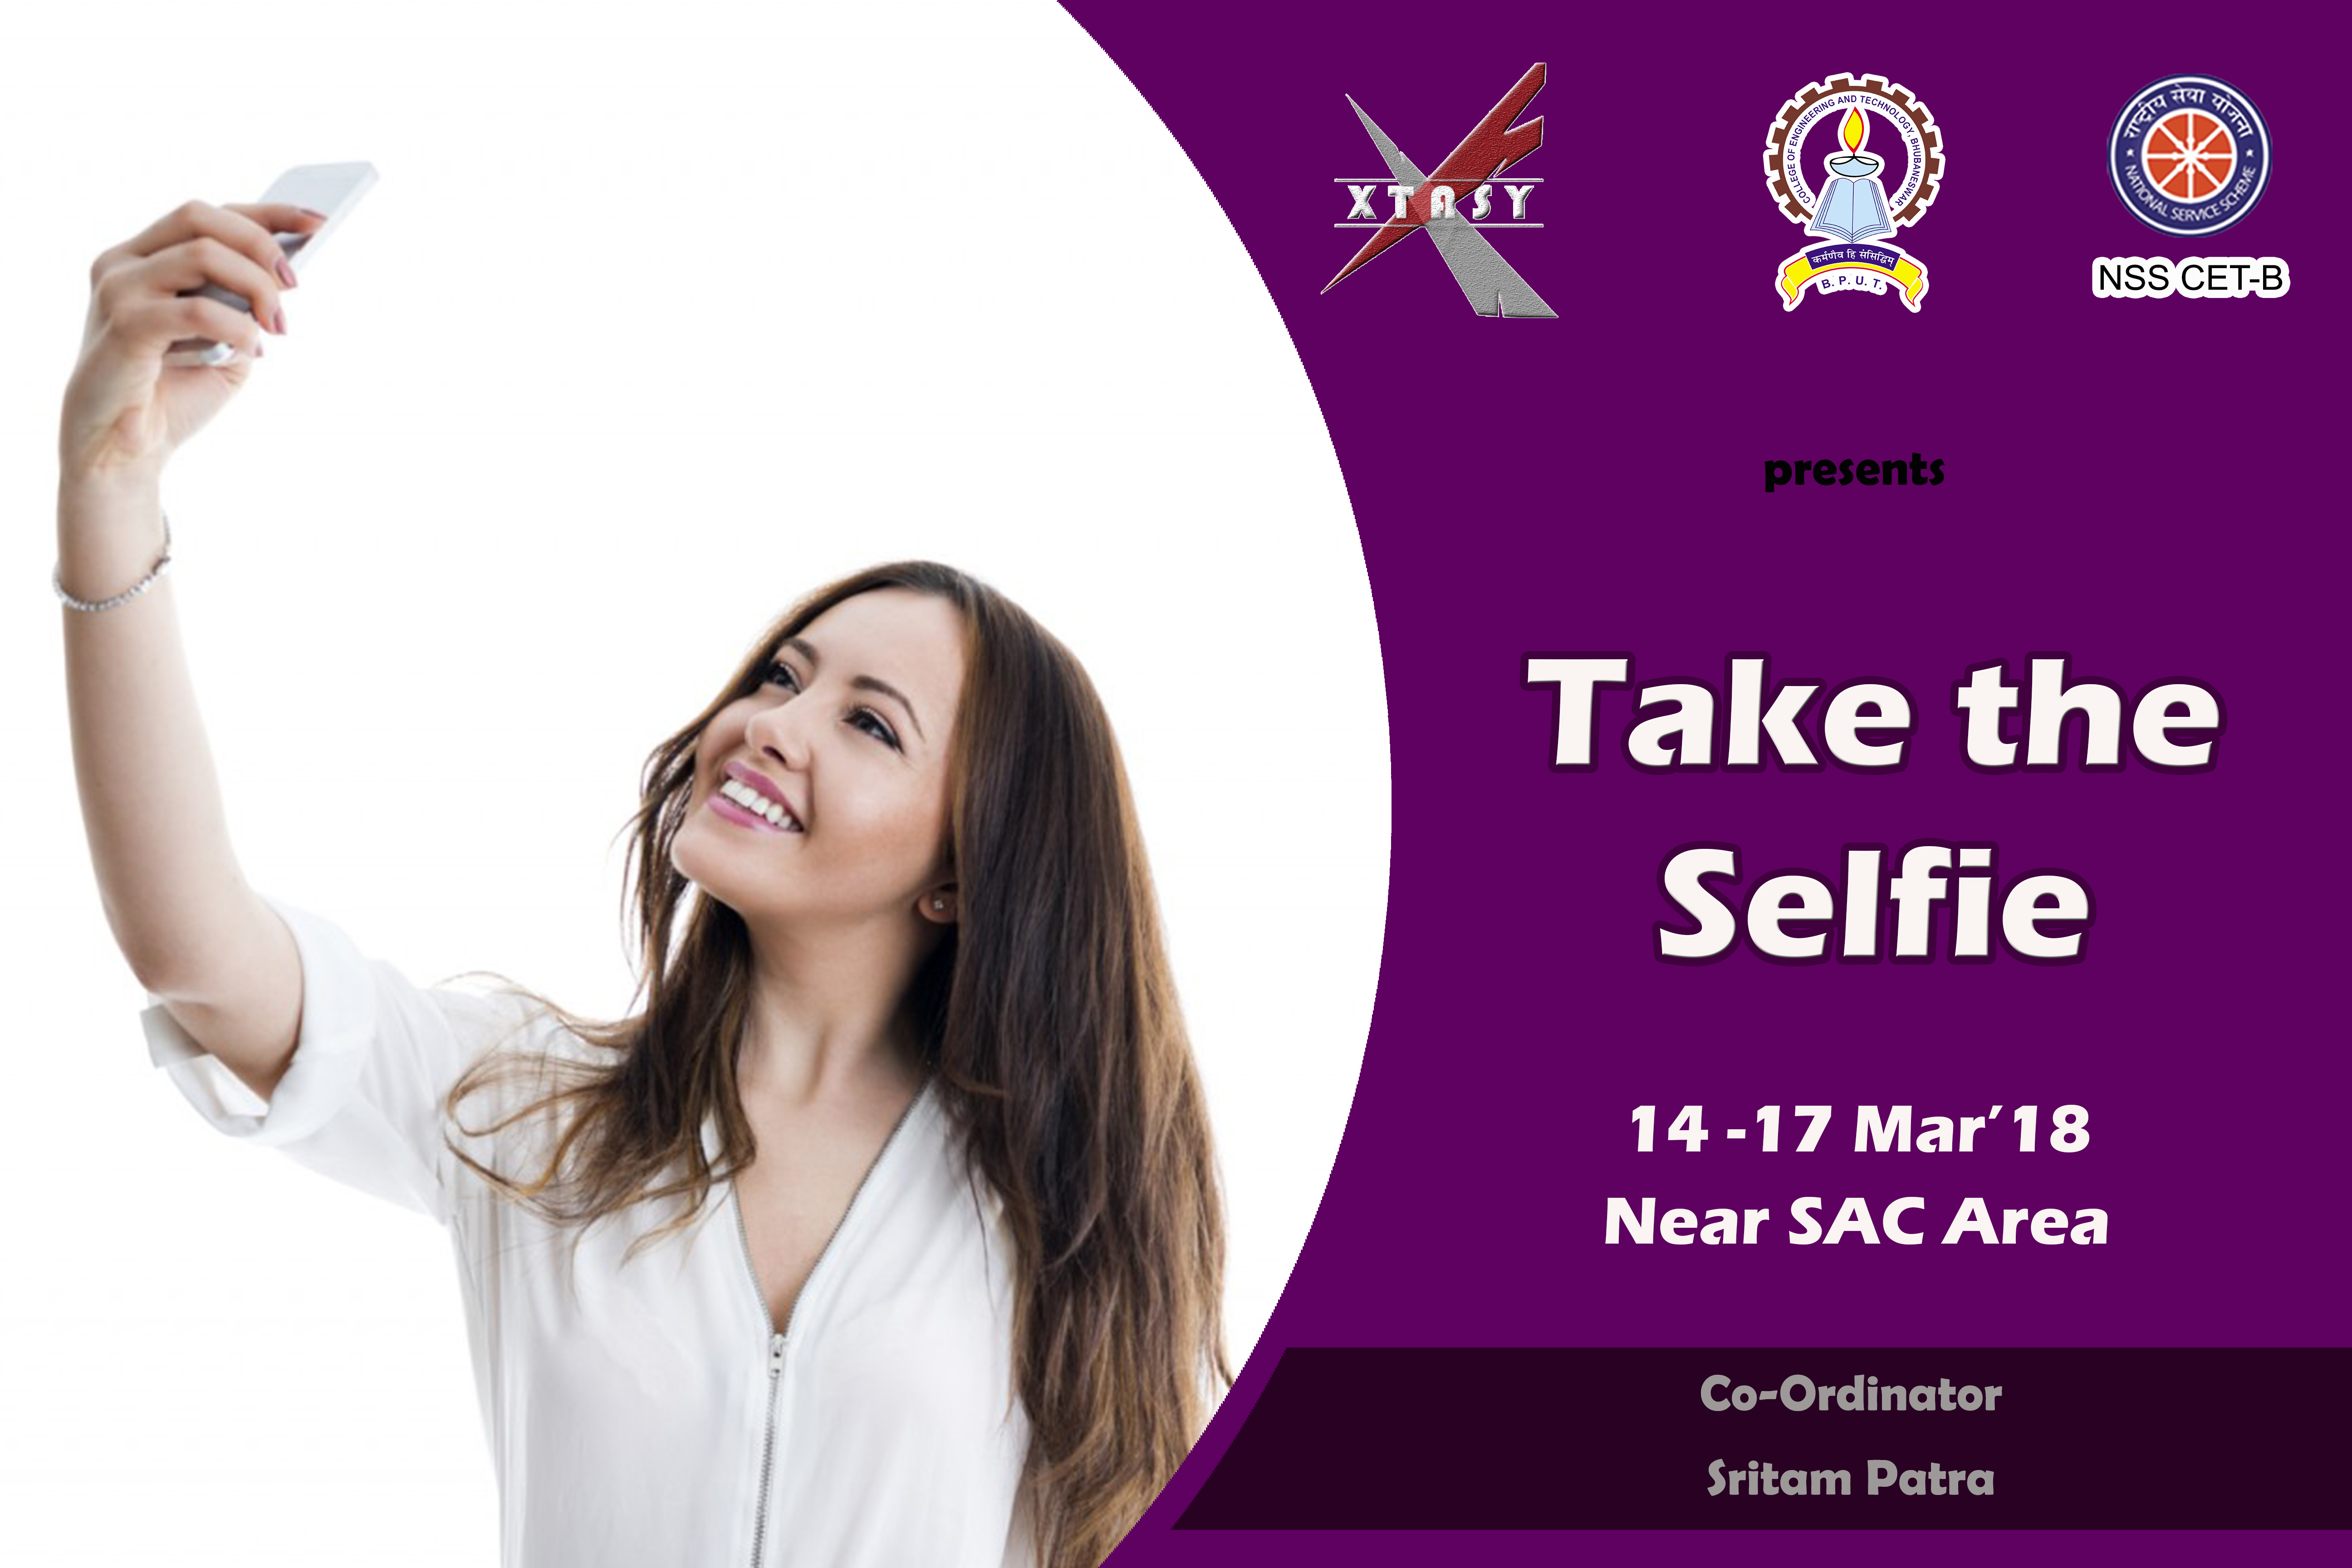 XTASY
COLLEGE OF ENGINEERING AND TECHNOLOGY, BHUBANESWAR
कर्मणैव हि संसिद्धिम्
B. P. U. T.
राष्ट्रीय सेवा योजना
NATIONAL SERVICE SCHEME
NSS CET-B
presents
Take the
Selfie
14 -17 Mar’18
Near SAC Area
Co-Ordinator
Sritam Patra